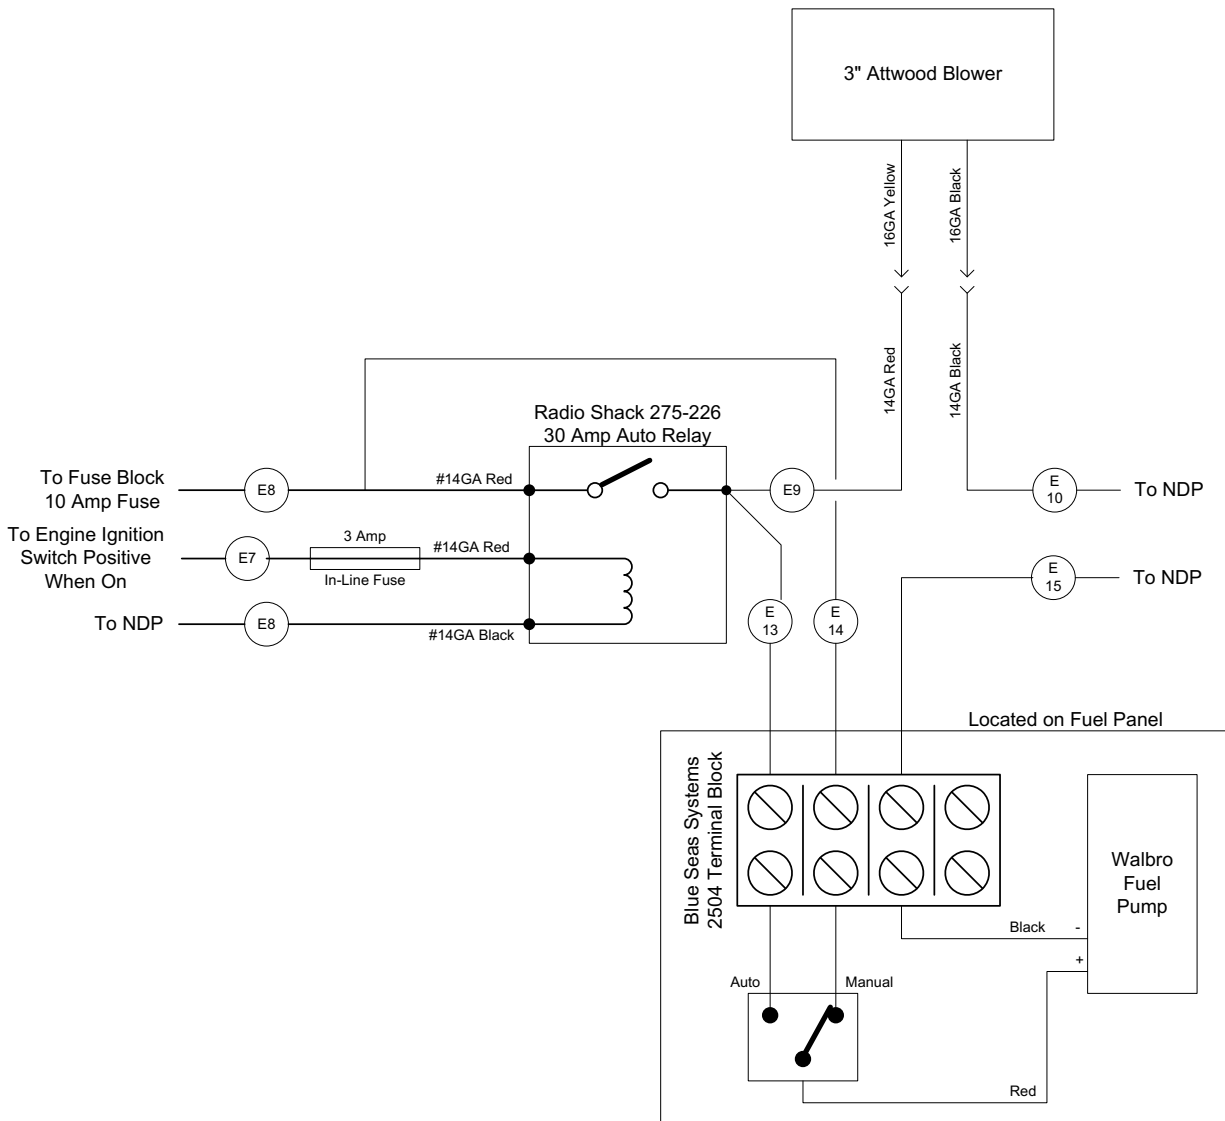 3" Attwood Blower
16GA Yellow
16GA Black
14GA Red
14GA Black
Radio Shack 275-226
30 Amp Auto Relay
To Fuse Block
10 Amp Fuse
E8
#14GA Red
E9
E
10
To NDP
To Engine Ignition
Switch Positive
When On
E7
3 Amp
In-Line Fuse
#14GA Red
E
15
To NDP
To NDP
E8
#14GA Black
E
13
E
14
Located on Fuel Panel
Blue Seas Systems
2504 Terminal Block
Walbro
Fuel
Pump
Black
-
+
Auto
Manual
Red